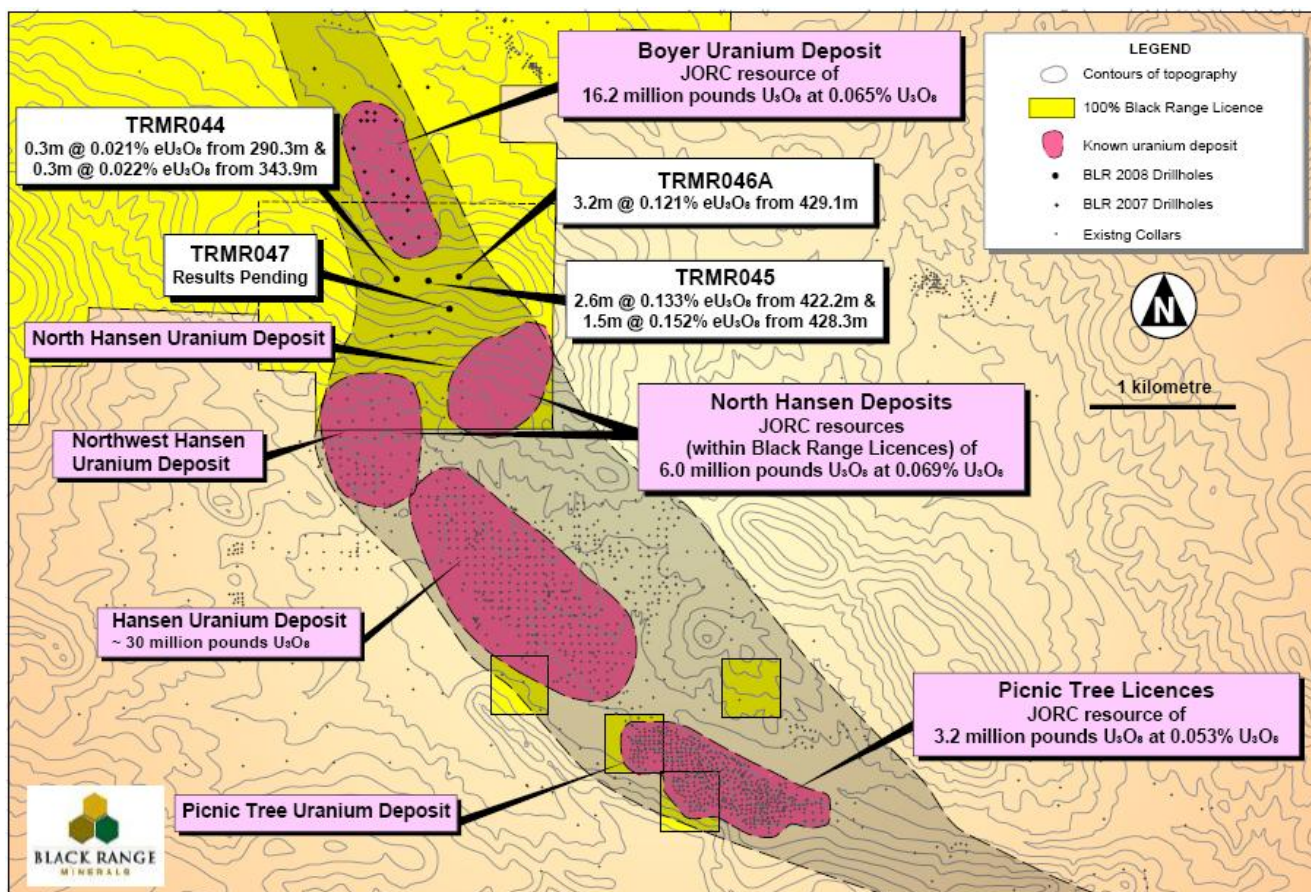 Boyer Uranium Deposit
JORC resource of
16.2 million pounds U₃O₈ at 0.065% U₃O₈
LEGEND
Contours of topography
100% Black Range Licence
Known uranium deposit
BLR 2008 Drillholes
BLR 2007 Drillholes
Existng Collars
TRMR044
0.3m @ 0.021% eU₃O₈ from 290.3m &
0.3m @ 0.022% eU₃O₈ from 343.9m
TRMR046A
3.2m @ 0.121% eU₃O₈ from 429.1m
TRMR047
Results Pending
TRMR045
2.6m @ 0.133% eU₃O₈ from 422.2m &
1.5m @ 0.152% eU₃O₈ from 428.3m
N
North Hansen Uranium Deposit
1 kilometre
North Hansen Deposits
JORC resources
(within Black Range Licences) of
6.0 million pounds U₃O₈ at 0.069% U₃O₈
Northwest Hansen
Uranium Deposit
Hansen Uranium Deposit
~ 30 million pounds U₃O₈
Picnic Tree Licences
JORC resource of
3.2 million pounds U₃O₈ at 0.053% U₃O₈
Picnic Tree Uranium Deposit
BLACK RANGE
MINERALS